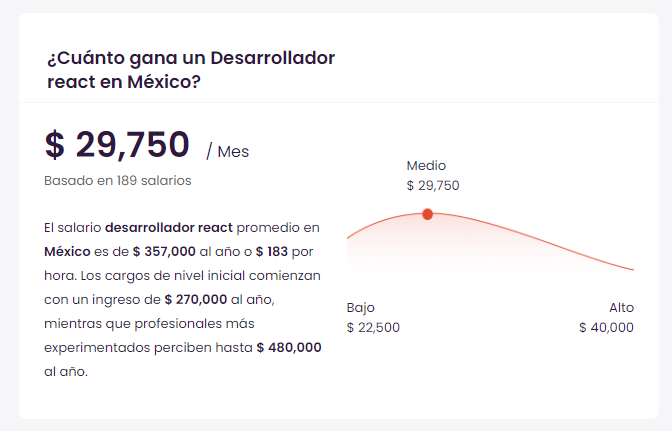 ¿Cuánto gana un Desarrollador
react en México?
$ 29,750 / Mes
Basado en 189 salarios
El salario desarrollador react promedio en
México es de $ 357,000 al año o $ 183 por
hora. Los cargos de nivel inicial comienzan
con un ingreso de $ 270,000 al año,
mientras que profesionales más
experimentados perciben hasta $ 480,000
al año.
Medio
$ 29,750
Bajo
$ 22,500
Alto
$ 40,000